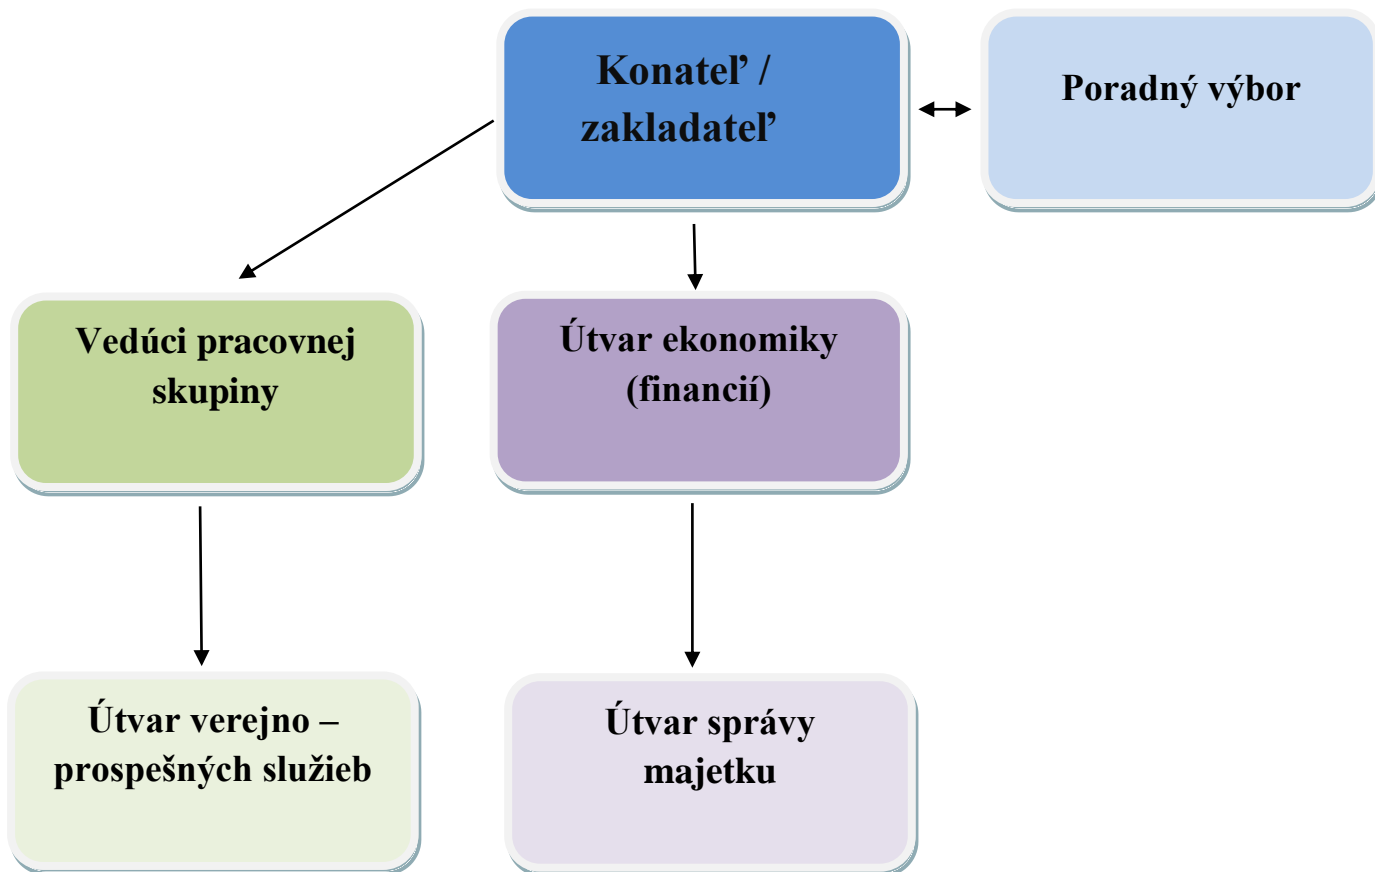 Konateľ /
zakladateľ
Poradný výbor
Vedúci pracovnej
skupiny
Útvar ekonomiky
(financií)
Útvar verejno –
prospešných služieb
Útvar správy
majetku